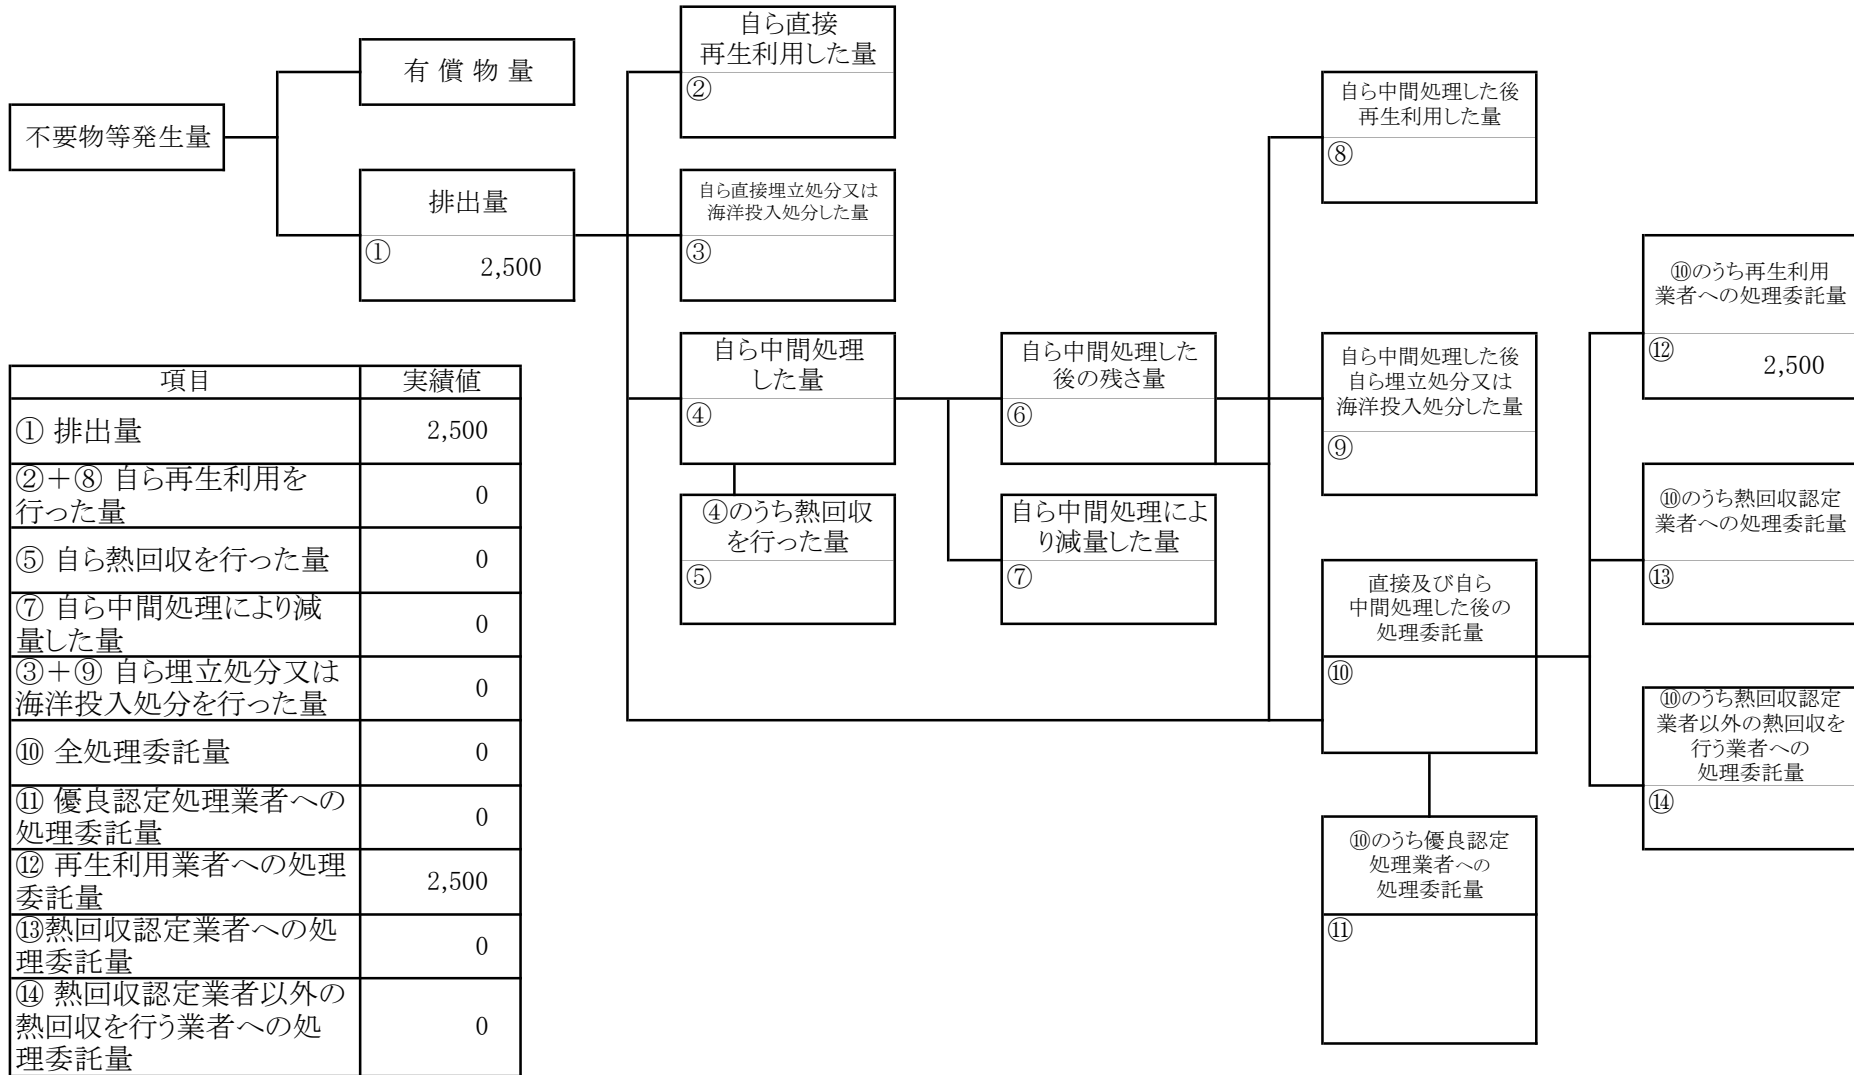 自ら直接
再生利用した量
②
有 償 物 量
不要物等発生量
自ら中間処理した後
再生利用した量
⑧
排出量
①
2,500
自ら直接埋立処分又は
海洋投入処分した量
③
⑩のうち再生利用
業者への処理委託量
⑫
2,500
自ら中間処理
した量
④
自ら中間処理した
後の残さ量
⑥
自ら中間処理した後
自ら埋立処分又は
海洋投入処分した量
⑨
④のうち熱回収
を行った量
⑤
自ら中間処理によ
り減量した量
⑦
⑩のうち熱回収認定
業者への処理委託量
⑬
直接及び自ら
中間処理した後の
処理委託量
⑩
⑩のうち熱回収認定
業者以外の熱回収を
行う業者への
処理委託量
⑭
⑩のうち優良認定
処理業者への
処理委託量
⑪
項目 実績値
① 排出量 2,500
②＋⑧ 自ら再生利用を
行った量 0
⑤ 自ら熱回収を行った量 0
⑦ 自ら中間処理により減
量した量 0
③＋⑨ 自ら埋立処分又は
海洋投入処分を行った量 0
⑩ 全処理委託量 0
⑪ 優良認定処理業者への
処理委託量 0
⑫ 再生利用業者への処理
委託量 2,500
⑬熱回収認定業者への処
理委託量 0
⑭ 熱回収認定業者以外の
熱回収を行う業者への処
理委託量 0